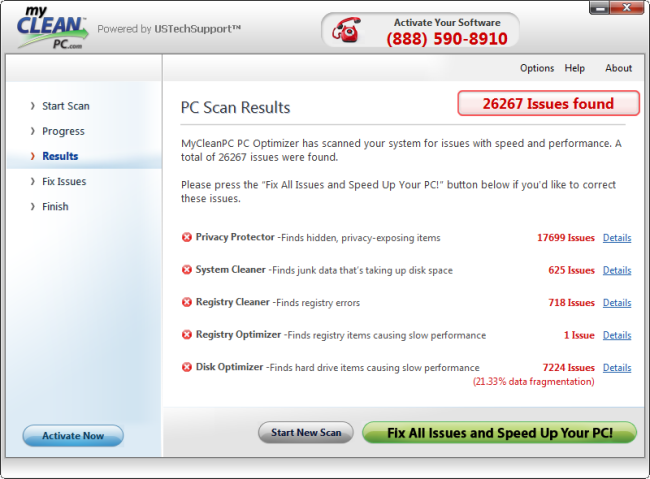 my
CLEAN
PC.com
Powered by USTechSupport™
Activate Your Software
(888) 590-8910
Options Help About
Start Scan
Progress
Results
Fix Issues
Finish
PC Scan Results
26267 Issues found
MyCleanPC PC Optimizer has scanned your system for issues with speed and performance. A
total of 26267 issues were found.
Please press the "Fix All Issues and Speed Up Your PC!" button below if you'd like to correct
these issues.
Privacy Protector -Finds hidden, privacy-exposing items 17699 Issues Details
System Cleaner -Finds junk data that's taking up disk space 625 Issues Details
Registry Cleaner -Finds registry errors 718 Issues Details
Registry Optimizer -Finds registry items causing slow performance 1 Issue Details
Disk Optimizer -Finds hard drive items causing slow performance 7224 Issues Details
(21.33% data fragmentation)
Activate Now
Start New Scan
Fix All Issues and Speed Up Your PC!